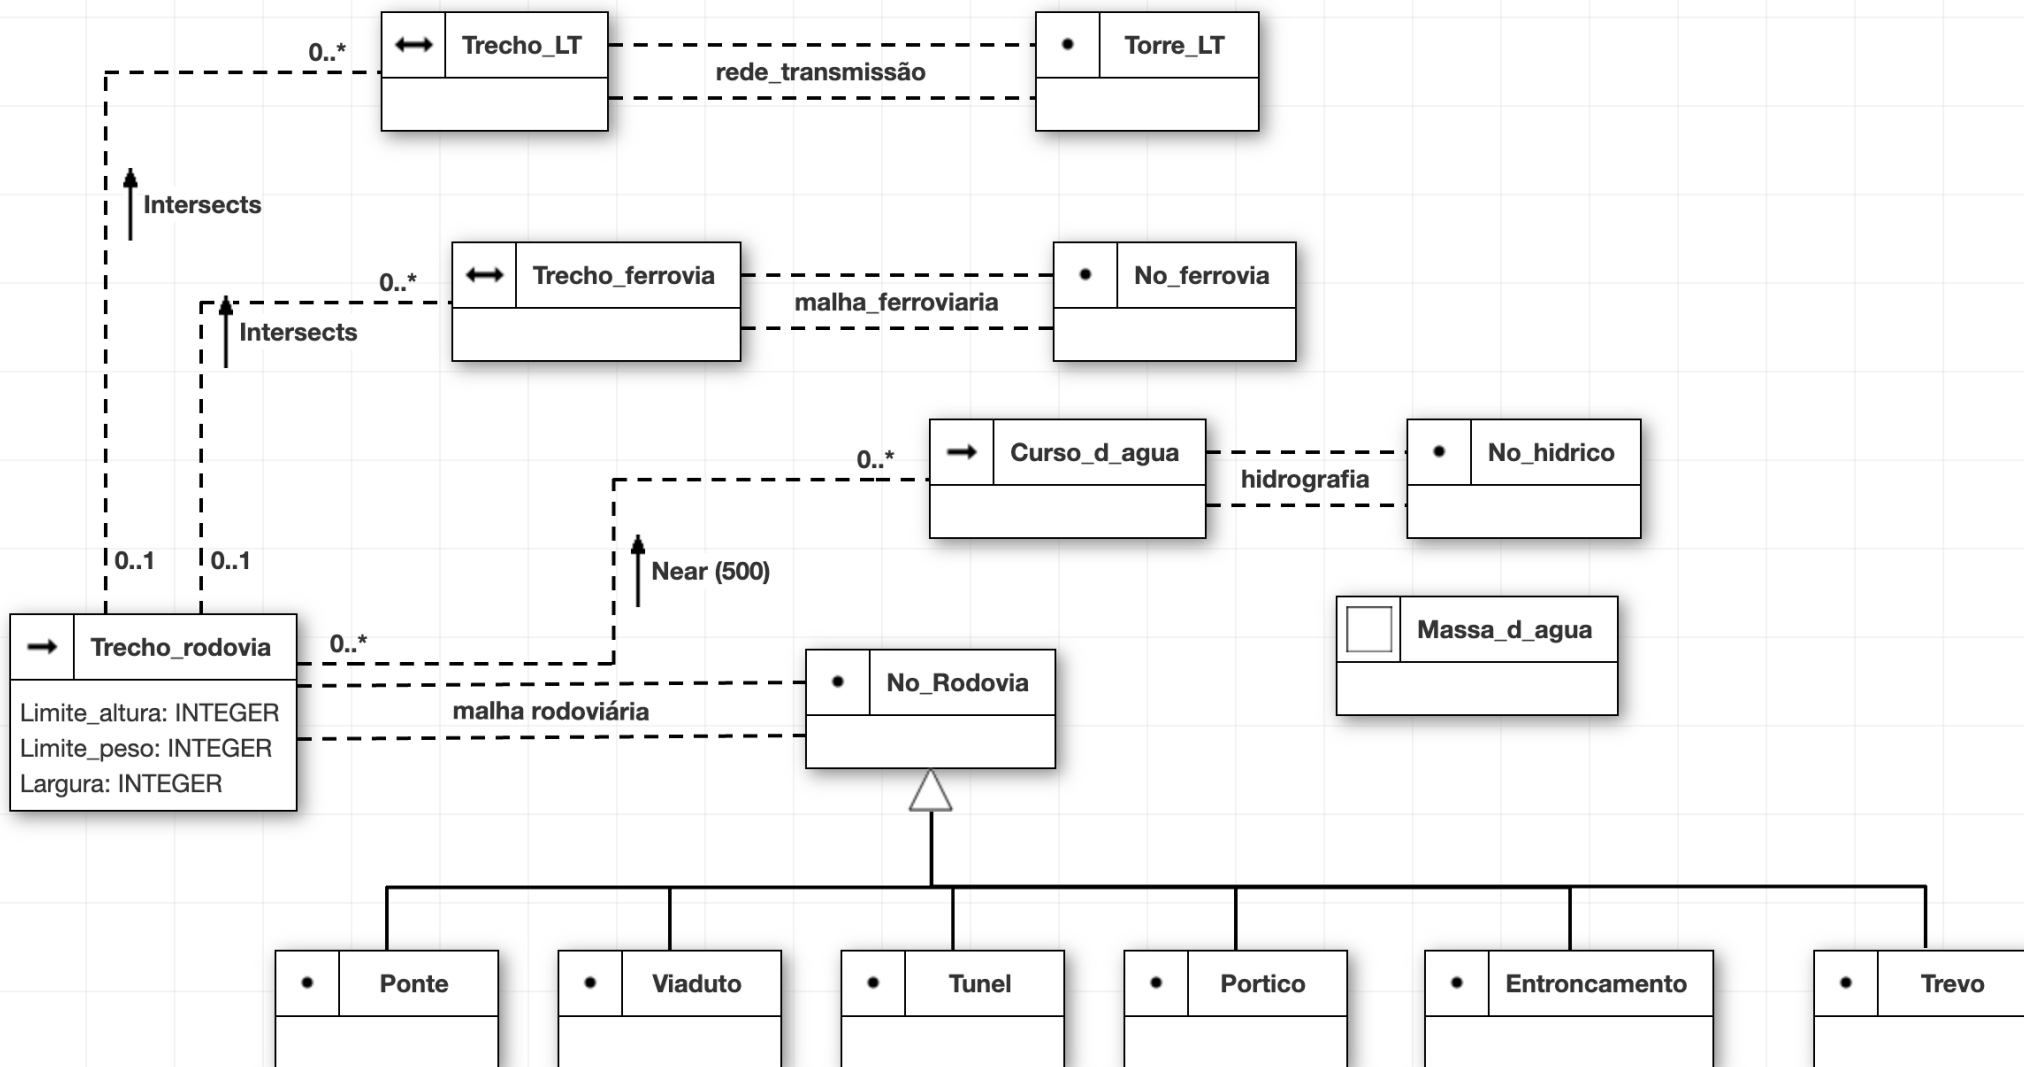 0..*
Trecho_LT
rede_transmissão
Torre_LT
Intersects
0..*
Trecho_ferrovia
malha_ferroviaria
No_ferrovia
Intersects
0..*
Curso_d_agua
hidrografia
No_hidrico
0..1
0..1
Near (500)
Massa_d_agua
Trecho_rodovia
0..*
Limite_altura: INTEGER
Limite_peso: INTEGER
Largura: INTEGER
malha rodoviária
No_Rodovia
Ponte
Viaduto
Tunel
Portico
Entroncamento
Trevo